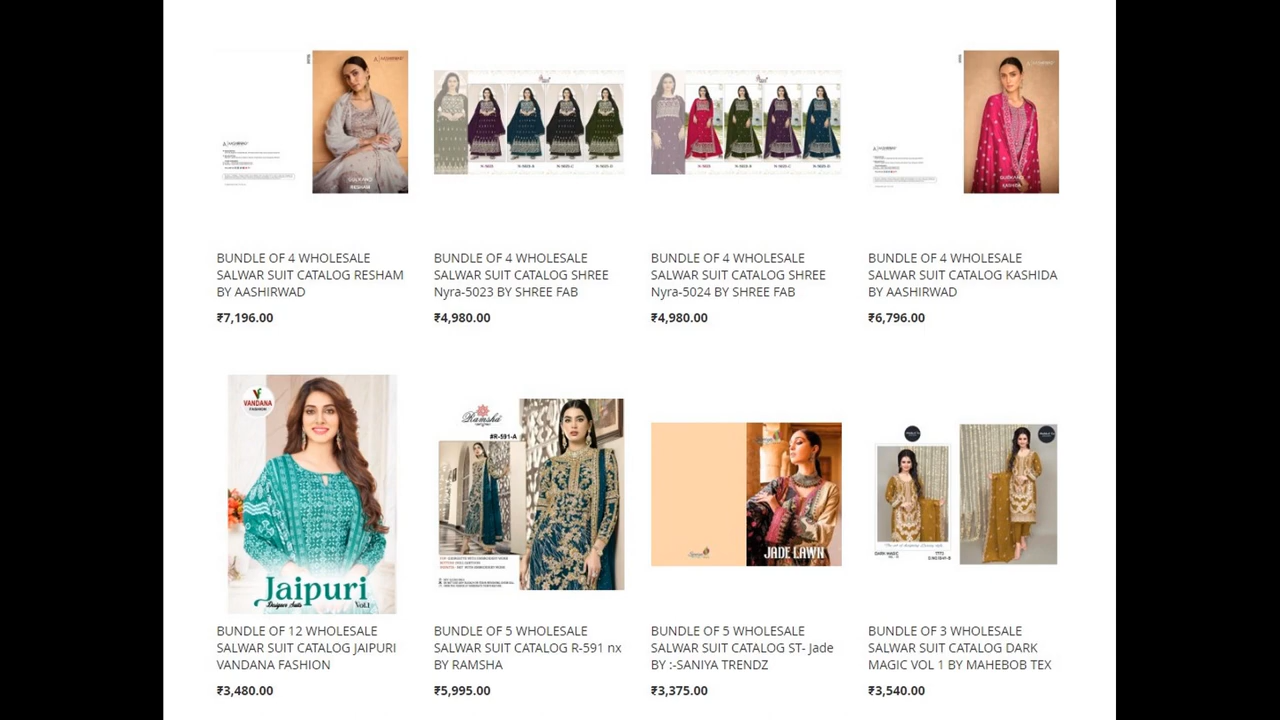 GULKAND
RESHAM
GULKAND
KASHIDA
BUNDLE OF 4 WHOLESALE
SALWAR SUIT CATALOG RESHAM
BY AASHIRWAD
₹7,196.00
BUNDLE OF 4 WHOLESALE
SALWAR SUIT CATALOG SHREE
Nyra-5023 BY SHREE FAB
₹4,980.00
BUNDLE OF 4 WHOLESALE
SALWAR SUIT CATALOG SHREE
Nyra-5024 BY SHREE FAB
₹4,980.00
BUNDLE OF 4 WHOLESALE
SALWAR SUIT CATALOG KASHIDA
BY AASHIRWAD
₹6,796.00
VANDANA
FASHION
Jaipuri
Designer Suits
Vol.1
Ramsha
#R-591-A
JADE LAWN
BUNDLE OF 12 WHOLESALE
SALWAR SUIT CATALOG JAIPURI
VANDANA FASHION
₹3,480.00
BUNDLE OF 5 WHOLESALE
SALWAR SUIT CATALOG R-591 nx
BY RAMSHA
₹5,995.00
BUNDLE OF 5 WHOLESALE
SALWAR SUIT CATALOG ST- Jade
BY :-SANIYA TRENDZ
₹3,375.00
BUNDLE OF 3 WHOLESALE
SALWAR SUIT CATALOG DARK
MAGIC VOL 1 BY MAHEBOB TEX
₹3,540.00